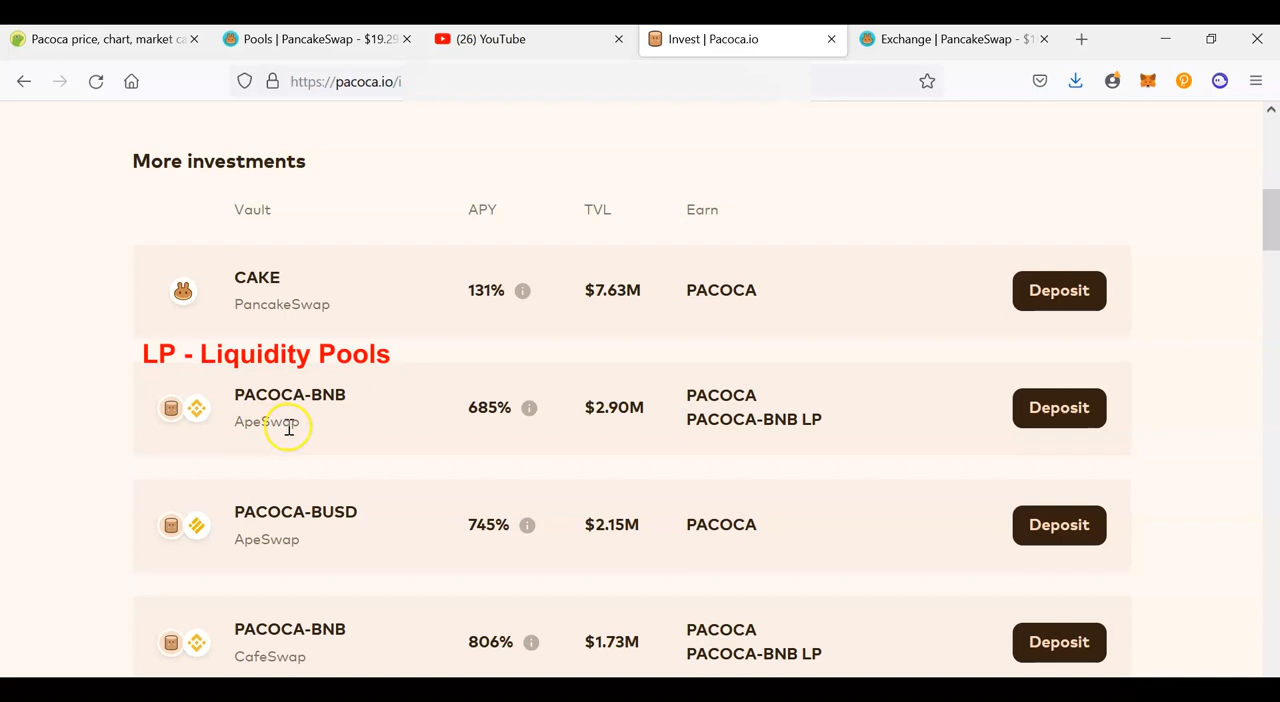 Pacoca price, chart, market ca
Pools | PancakeSwap - $19.29
(26) YouTube
Invest | Pacoca.io
Exchange | PancakeSwap - $1
https://pacoca.io/i
More investments
Vault APY TVL Earn
CAKE
PancakeSwap
131% $7.63M PACOCA Deposit
LP - Liquidity Pools
PACOCA-BNB
ApeSwap
685% $2.90M PACOCA
PACOCA-BNB LP
Deposit
PACOCA-BUSD
ApeSwap
745% $2.15M PACOCA Deposit
PACOCA-BNB
CafeSwap
806% $1.73M PACOCA
PACOCA-BNB LP
Deposit